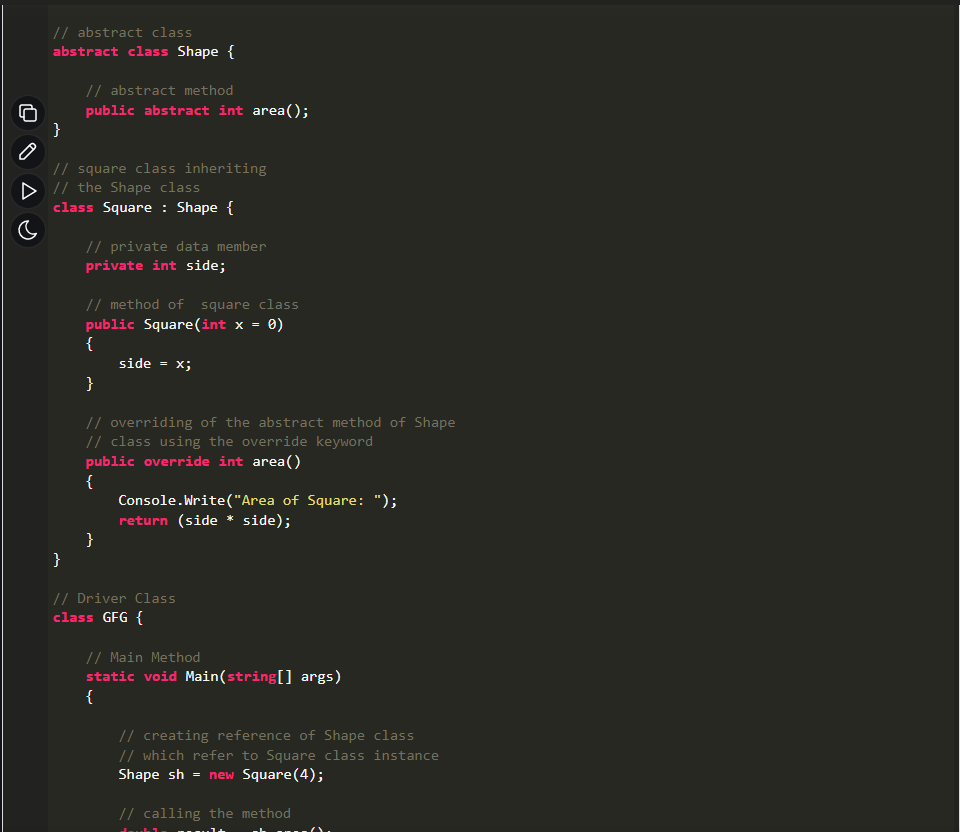 // abstract class
abstract class Shape {
// abstract method
public abstract int area();
}
// square class inheriting
// the Shape class
class Square : Shape {
// private data member
private int side;
// method of  square class
public Square(int x = 0)
{
side = x;
}
// overriding of the abstract method of Shape
// class using the override keyword
public override int area()
{
Console.Write("Area of Square: ");
return (side * side);
}
}
// Driver Class
class GFG {
// Main Method
static void Main(string[] args)
{
// creating reference of Shape class
// which refer to Square class instance
Shape sh = new Square(4);
// calling the method
double result = sh.area();